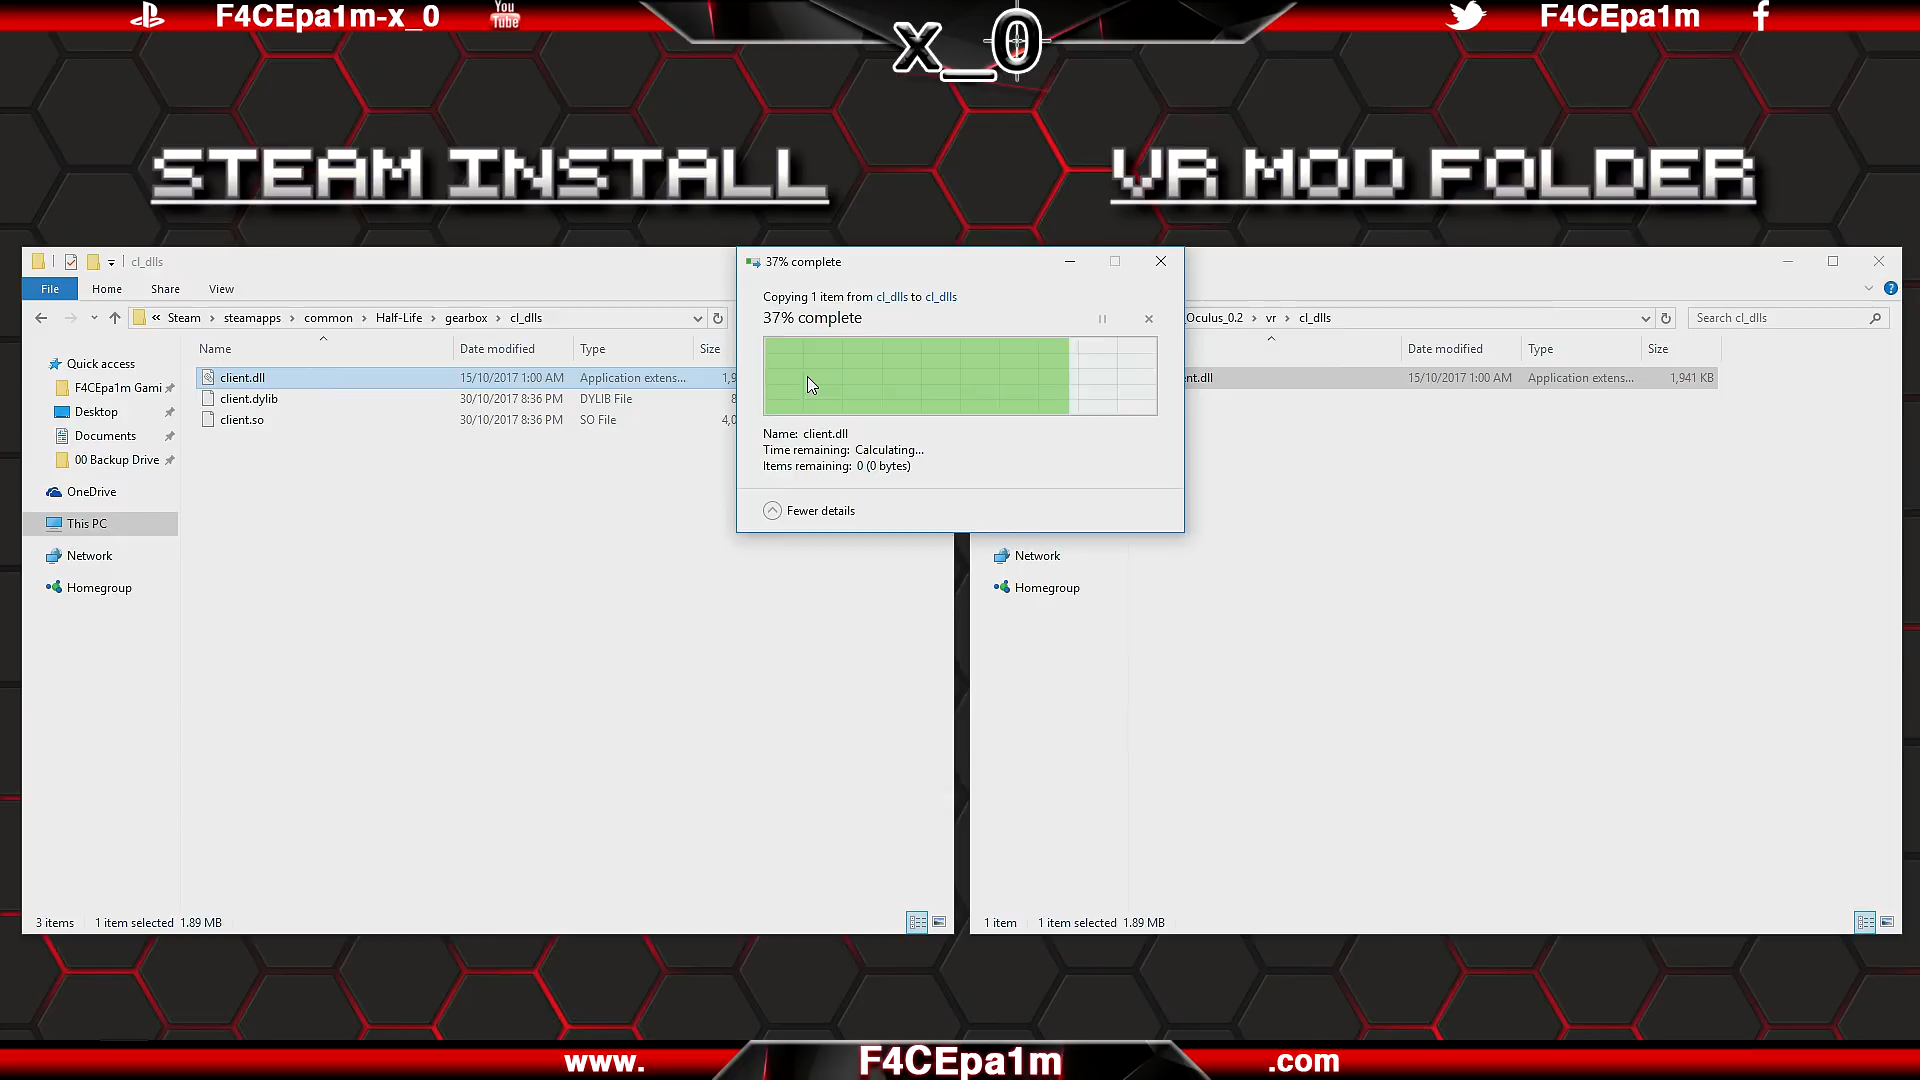 F4CEpa1m-x_0
You
Tube
x_0
F4CEpa1m
f
STEAM INSTALL
VR MOD FOLDER
cl_dlls
File
Home
Share
View
« Steam > steamapps > common > Half-Life > gearbox > cl_dlls
Name
Date modified
Type
Size
Quick access
F4CEpa1m Gami
Desktop
Documents
00 Backup Drive
OneDrive
This PC
Network
Homegroup
client.dll 15/10/2017 1:00 AM Application extens... 1,9
client.dylib 30/10/2017 8:36 PM DYLIB File 8
client.so 30/10/2017 8:36 PM SO File 4,0
3 items 1 item selected 1.89 MB
37% complete
Copying 1 item from cl_dlls to cl_dlls
37% complete
Name: client.dll
Time remaining: Calculating...
Items remaining: 0 (0 bytes)
Fewer details
_Oculus_0.2 > vr > cl_dlls
Search cl_dlls
Date modified
Type
Size
nt.dll 15/10/2017 1:00 AM Application extens... 1,941 KB
Network
Homegroup
1 item 1 item selected 1.89 MB
www.
F4CEpa1m
.com